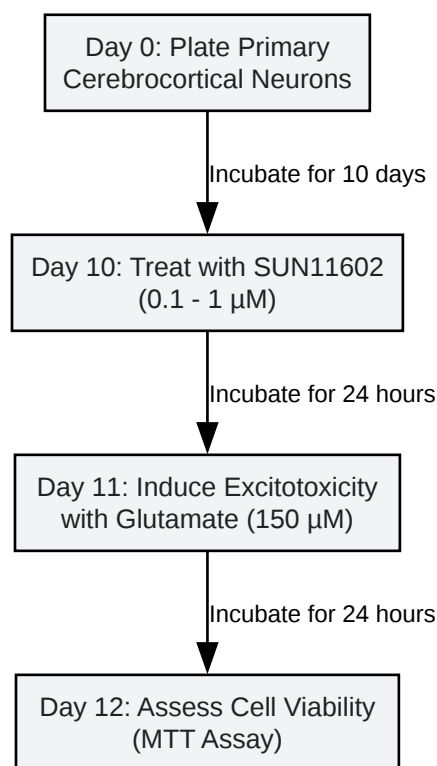 Day 0: Plate Primary
Cerebrocortical Neurons
Incubate for 10 days
Day 10: Treat with SUN11602
(0.1 - 1 µM)
Incubate for 24 hours
Day 11: Induce Excitotoxicity
with Glutamate (150 µM)
Incubate for 24 hours
Day 12: Assess Cell Viability
(MTT Assay)